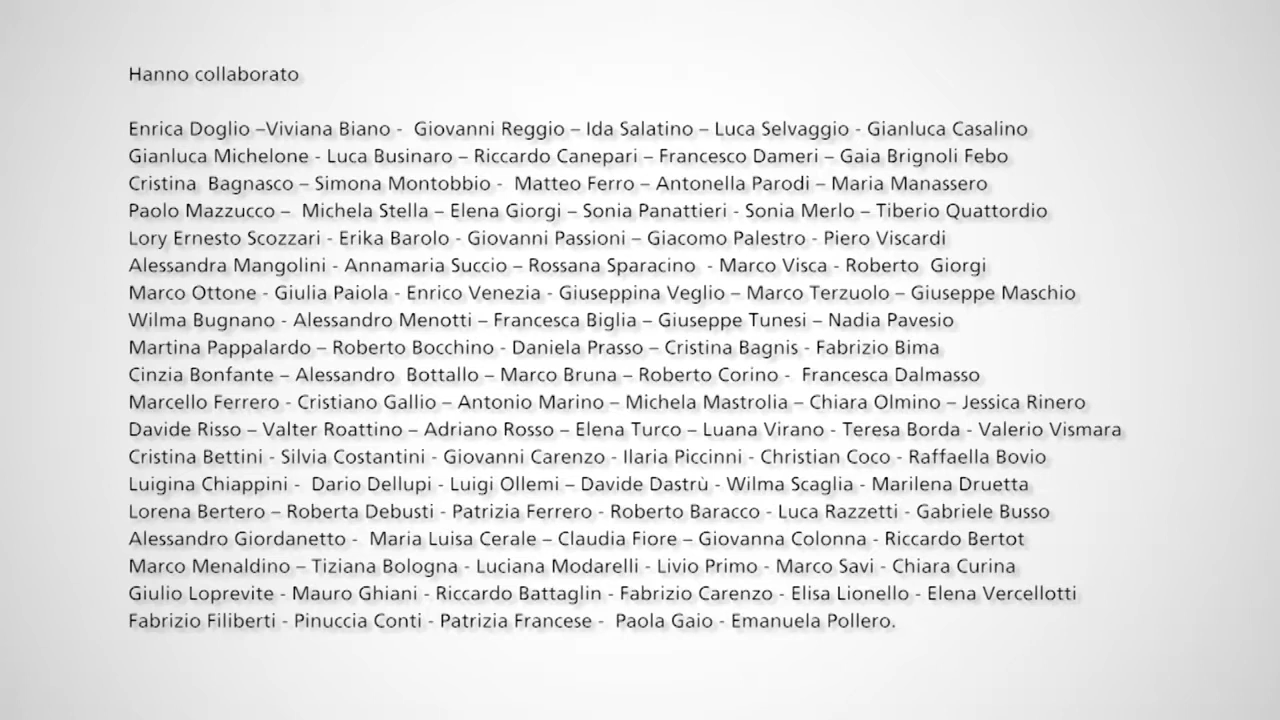 Hanno collaborato
Enrica Doglio –Viviana Biano -  Giovanni Reggio – Ida Salatino – Luca Selvaggio - Gianluca Casalino
Gianluca Michelone - Luca Businaro – Riccardo Canepari – Francesco Dameri – Gaia Brignoli Febo
Cristina  Bagnasco – Simona Montobbio -  Matteo Ferro – Antonella Parodi – Maria Manassero
Paolo Mazzucco –  Michela Stella – Elena Giorgi – Sonia Panattieri - Sonia Merlo – Tiberio Quattordio
Lory Ernesto Scozzari - Erika Barolo - Giovanni Passioni – Giacomo Palestro - Piero Viscardi
Alessandra Mangolini - Annamaria Succio – Rossana Sparacino  - Marco Visca - Roberto  Giorgi
Marco Ottone - Giulia Paiola - Enrico Venezia - Giuseppina Veglio – Marco Terzuolo – Giuseppe Maschio
Wilma Bugnano - Alessandro Menotti – Francesca Biglia – Giuseppe Tunesi – Nadia Pavesio
Martina Pappalardo – Roberto Bocchino - Daniela Prasso – Cristina Bagnis - Fabrizio Bima
Cinzia Bonfante – Alessandro  Bottallo – Marco Bruna – Roberto Corino -  Francesca Dalmasso
Marcello Ferrero - Cristiano Gallio – Antonio Marino – Michela Mastrolia – Chiara Olmino – Jessica Rinero
Davide Risso – Valter Roattino – Adriano Rosso – Elena Turco – Luana Virano - Teresa Borda - Valerio Vismara
Cristina Bettini - Silvia Costantini - Giovanni Carenzo - Ilaria Piccinni - Christian Coco - Raffaella Bovio
Luigina Chiappini -  Dario Dellupi - Luigi Ollemi – Davide Dastrù - Wilma Scaglia - Marilena Druetta
Lorena Bertero – Roberta Debusti - Patrizia Ferrero - Roberto Baracco - Luca Razzetti - Gabriele Busso
Alessandro Giordanetto -  Maria Luisa Cerale – Claudia Fiore – Giovanna Colonna - Riccardo Bertot
Marco Menaldino – Tiziana Bologna - Luciana Modarelli - Livio Primo - Marco Savi - Chiara Curina
Giulio Loprevite - Mauro Ghiani - Riccardo Battaglin - Fabrizio Carenzo - Elisa Lionello - Elena Vercellotti
Fabrizio Filiberti - Pinuccia Conti - Patrizia Francese -  Paola Gaio - Emanuela Pollero.